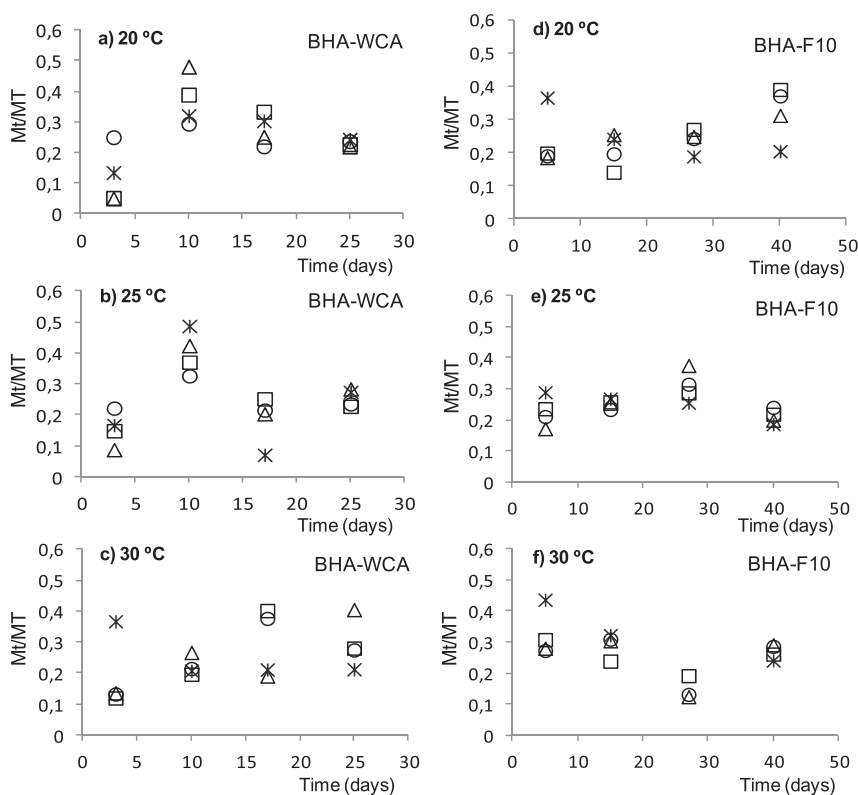 a) 20 ºC
BHA-WCA
Mt/MT
0,6
0,5
0,4
0,3
0,2
0,1
0
0 5 10 15 20 25 30
Time (days)
d) 20 ºC
BHA-F10
Mt/MT
0,6
0,5
0,4
0,3
0,2
0,1
0
0 10 20 30 40 50
Time (days)
b) 25 ºC
BHA-WCA
Mt/MT
0,6
0,5
0,4
0,3
0,2
0,1
0
0 5 10 15 20 25 30
Time (days)
e) 25 ºC
BHA-F10
Mt/MT
0,6
0,5
0,4
0,3
0,2
0,1
0
0 10 20 30 40 50
Time (days)
c) 30 ºC
BHA-WCA
Mt/MT
0,6
0,5
0,4
0,3
0,2
0,1
0
0 5 10 15 20 25 30
Time (days)
f) 30 ºC
BHA-F10
Mt/MT
0,6
0,5
0,4
0,3
0,2
0,1
0
0 10 20 30 40 50
Time (days)